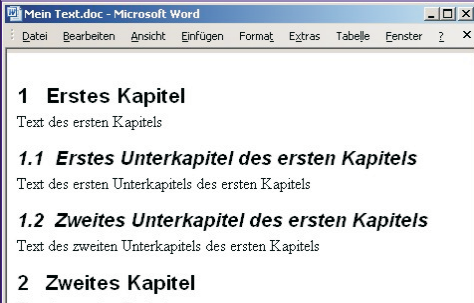 Mein Text.doc - Microsoft Word
Datei Bearbeiten Ansicht Einfügen Format Extras Tabelle Fenster ?
1 Erstes Kapitel
Text des ersten Kapitels
1.1 Erstes Unterkapitel des ersten Kapitels
Text des ersten Unterkapitels des ersten Kapitels
1.2 Zweites Unterkapitel des ersten Kapitels
Text des zweiten Unterkapitels des ersten Kapitels
2 Zweites Kapitel